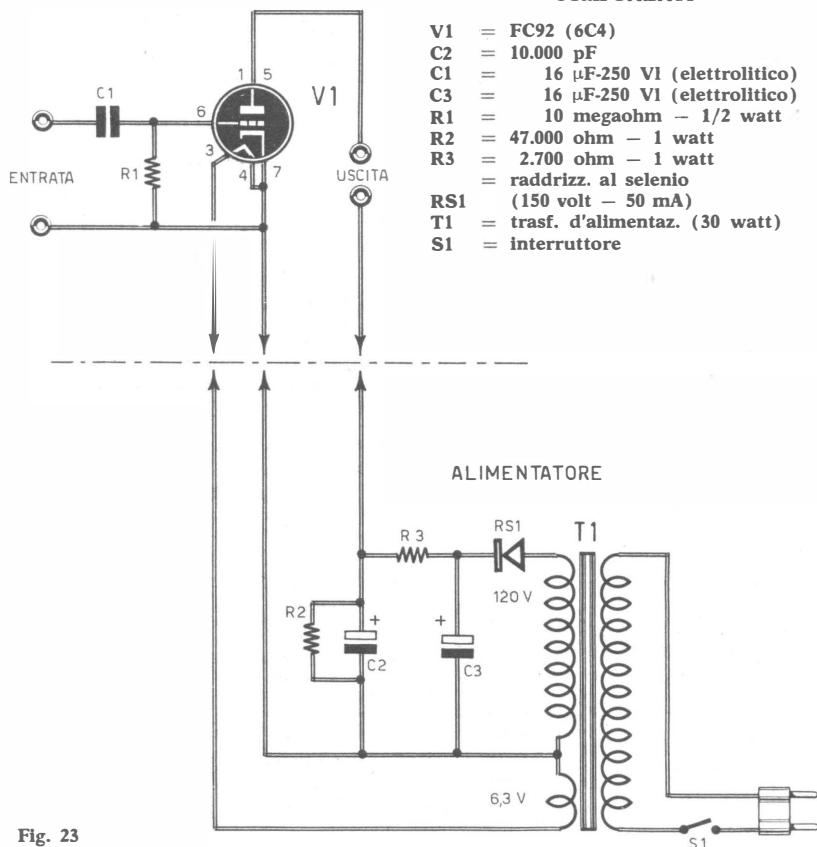 V1 = FC92 (6C4)
C2 = 10.000 pF
C1 = 16 µF-250 Vl (elettrolitico)
C3 = 16 µF-250 Vl (elettrolitico)
R1 = 10 megaohm — 1/2 watt
R2 = 47.000 ohm — 1 watt
R3 = 2.700 ohm — 1 watt
= raddrizz. al selenio
RS1 (150 volt — 50 mA)
T1 = trasf. d'alimentaz. (30 watt)
S1 = interruttore
1 5
V1
C1
6
3
4 7
R1
ENTRATA
USCITA
ALIMENTATORE
R3
RS1
T1
120 V
R2
+
C2
+
C3
6,3 V
S1
Fig. 23